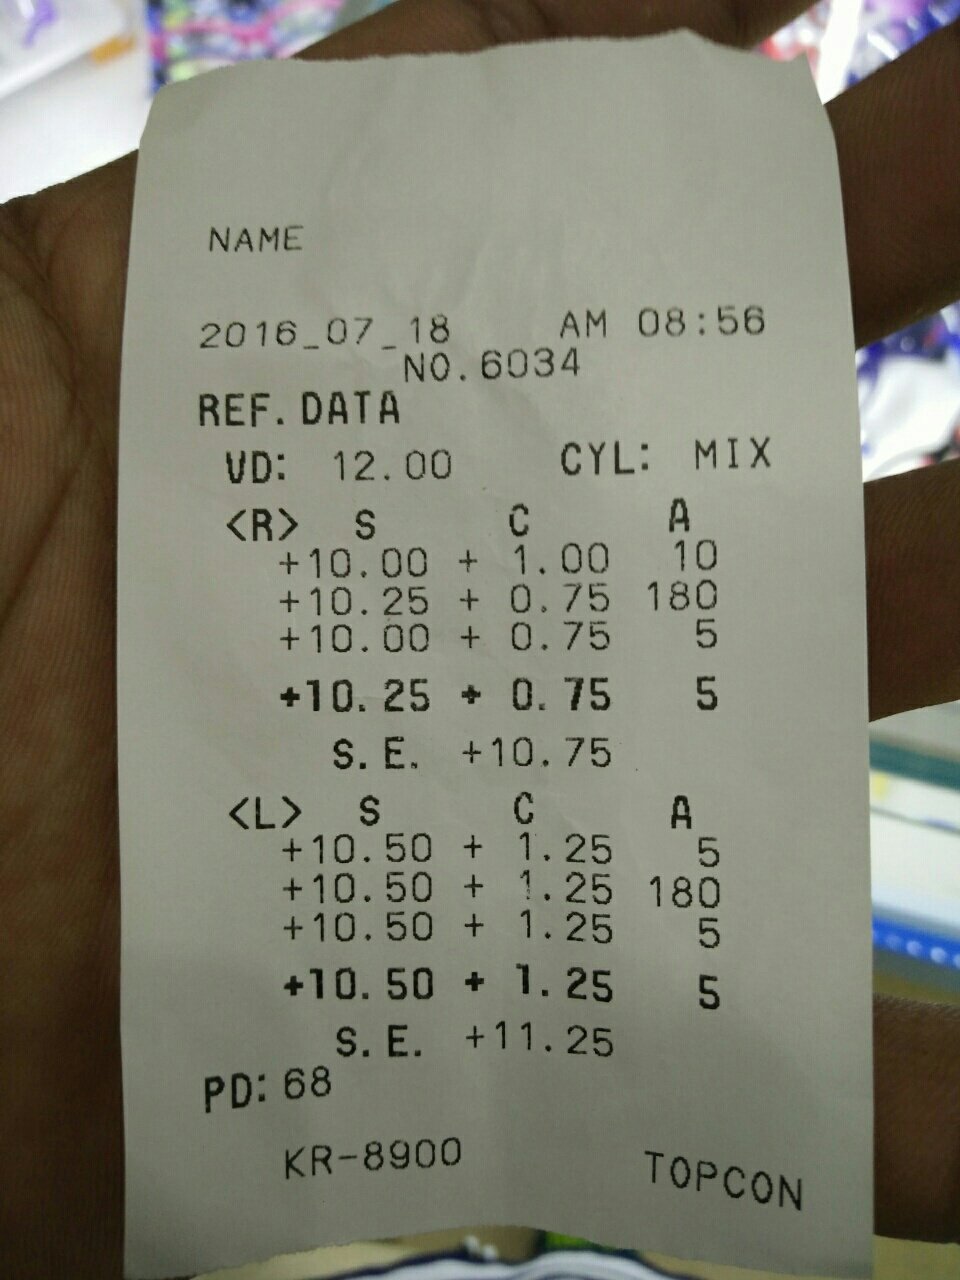 NAME
2016_07_18 AM 08:56
NO.6034
REF. DATA
VD: 12.00 CYL: MIX
<R> S C A
+10.00 + 1.00 10
+10.25 + 0.75 180
+10.00 + 0.75 5
+10.25 + 0.75 5
S.E. +10.75
<L> S C A
+10.50 + 1.25 5
+10.50 + 1.25 180
+10.50 + 1.25 5
+10.50 + 1.25 5
S.E. +11.25
PD: 68
KR-8900 TOPCON